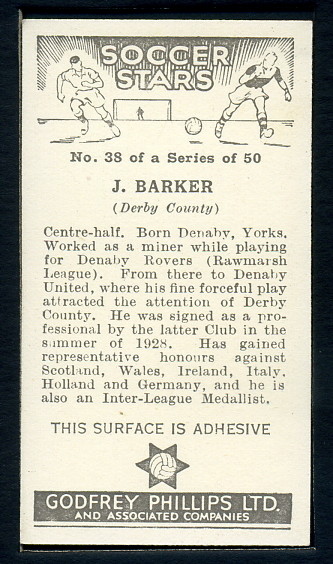 SOCCER
STARS
No. 38 of a Series of 50
J. BARKER
(Derby County)
Centre-half. Born Denaby, Yorks.
Worked as a miner while playing
for Denaby Rovers (Rawmarsh
League). From there to Denaby
United, where his fine forceful play
attracted the attention of Derby
County. He was signed as a pro-
fessional by the latter Club in the
summer of 1928. Has gained
representative honours against
Scotland, Wales, Ireland, Italy,
Holland and Germany, and he is
also an Inter-League Medallist.
THIS SURFACE IS ADHESIVE
GODFREY PHILLIPS LTD.
AND ASSOCIATED COMPANIES